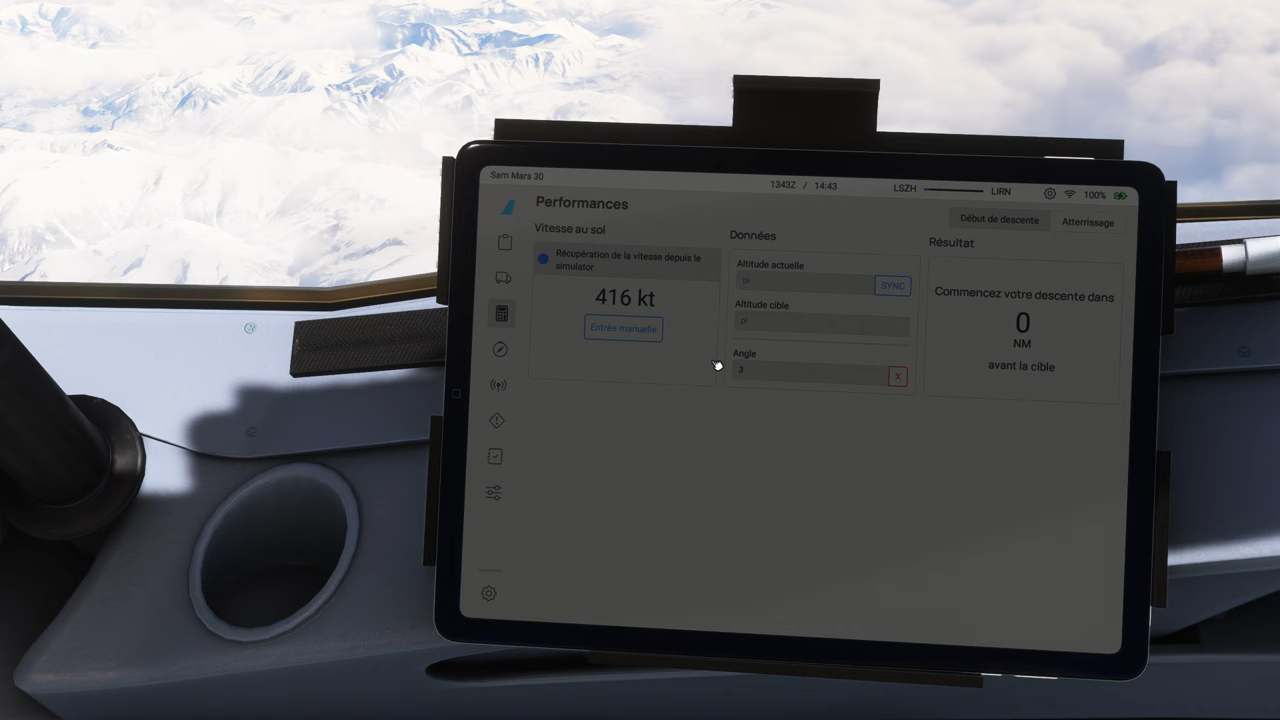 Sam Mars 30
1343Z / 14:43
LSZH
LIRN
100%
Performances
Début de descente
Atterrissage
Vitesse au sol
Récupération de la vitesse depuis le
simulator
416 kt
Entrée manuelle
Données
Altitude actuelle
pi
SYNC
Altitude cible
pi
Angle
3
X
Résultat
Commencez votre descente dans
0
NM
avant la cible